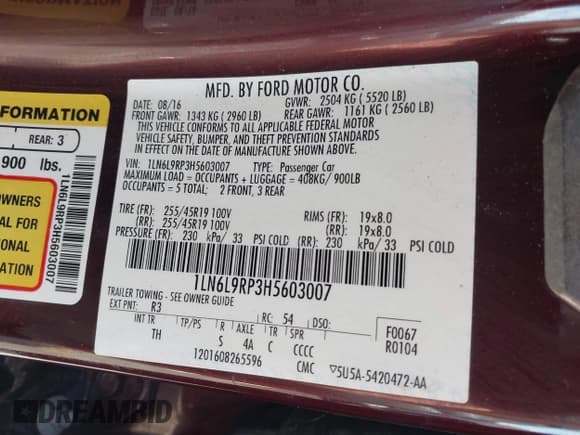 MFD. BY FORD MOTOR CO.
DATE: 08/16 GVWR: 2504 KG ( 5520 LB)
FRONT GAWR: 1343 KG ( 2960 LB) REAR GAWR: 1161 KG ( 2560 LB)
THIS VEHICLE CONFORMS TO ALL APPLICABLE FEDERAL MOTOR
VEHICLE SAFETY, BUMPER, AND THEFT PREVENTION STANDARDS
IN EFFECT ON THE DATE OF MANUFACTURE SHOWN ABOVE.
VIN: 1LN6L9RP3H5603007 TYPE: Passenger Car
MAXIMUM LOAD = OCCUPANTS + LUGGAGE = 408KG/ 900LB
OCCUPANTS = 5 TOTAL; 2 FRONT, 3 REAR
TIRE (FR): 255/45R19 100V RIMS (FR): 19x8.0
(RR): 255/45R19 100V (RR): 19x8.0
PRESSURE (FR): 230 kPa/ 33 PSI COLD (RR): 230 kPa/ 33 PSI COLD
1LN6L9RP3H5603007
TRAILER TOWING - SEE OWNER GUIDE
EXT PNT: R3 RC: 54 DSO: F0067
INT TR TP/PS R AXLE TR SPR R0104
TH S 4A C CCCC
1201608265596 CMC ▽5U5A-5420472-AA
FORMATION
REAR: 3
900 lbs.
OWNERS
AL FOR
TIONAL
ATION
1LN6L9RP3H5603007
DREAMBID